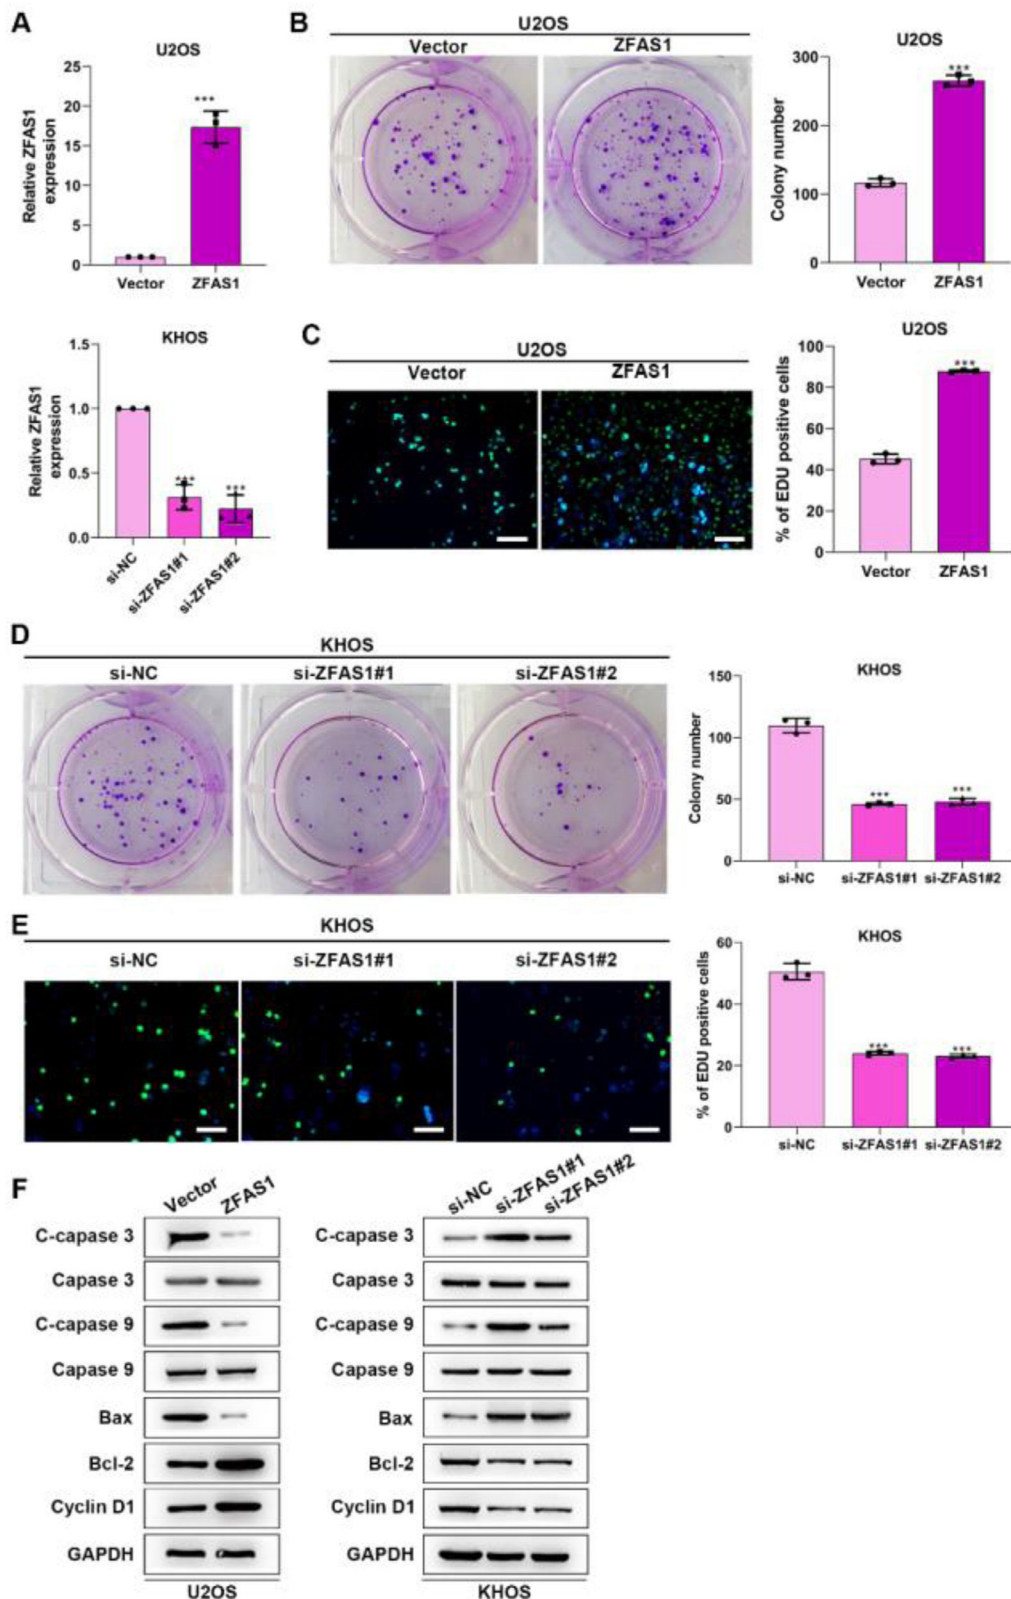 A
U2OS
Relative ZFAS1
expression
25
20
15
10
5
0
***
Vector
ZFAS1
KHOS
Relative ZFAS1
expression
1.5
1.0
0.5
0.0
***
***
si-NC
si-ZFAS1#1
si-ZFAS1#2
B
U2OS
Vector
ZFAS1
U2OS
Colony number
300
200
100
0
***
Vector
ZFAS1
C
U2OS
Vector
ZFAS1
U2OS
% of EDU positive cells
100
80
60
40
20
0
***
Vector
ZFAS1
D
KHOS
si-NC
si-ZFAS1#1
si-ZFAS1#2
KHOS
Colony number
150
100
50
0
***
***
si-NC
si-ZFAS1#1
si-ZFAS1#2
E
KHOS
si-NC
si-ZFAS1#1
si-ZFAS1#2
KHOS
% of EDU positive cells
60
40
20
0
***
***
si-NC
si-ZFAS1#1
si-ZFAS1#2
F
Vector
ZFAS1
C-capase 3
Capase 3
C-capase 9
Capase 9
Bax
Bcl-2
Cyclin D1
GAPDH
U2OS
si-NC
si-ZFAS1#1
si-ZFAS1#2
C-capase 3
Capase 3
C-capase 9
Capase 9
Bax
Bcl-2
Cyclin D1
GAPDH
KHOS